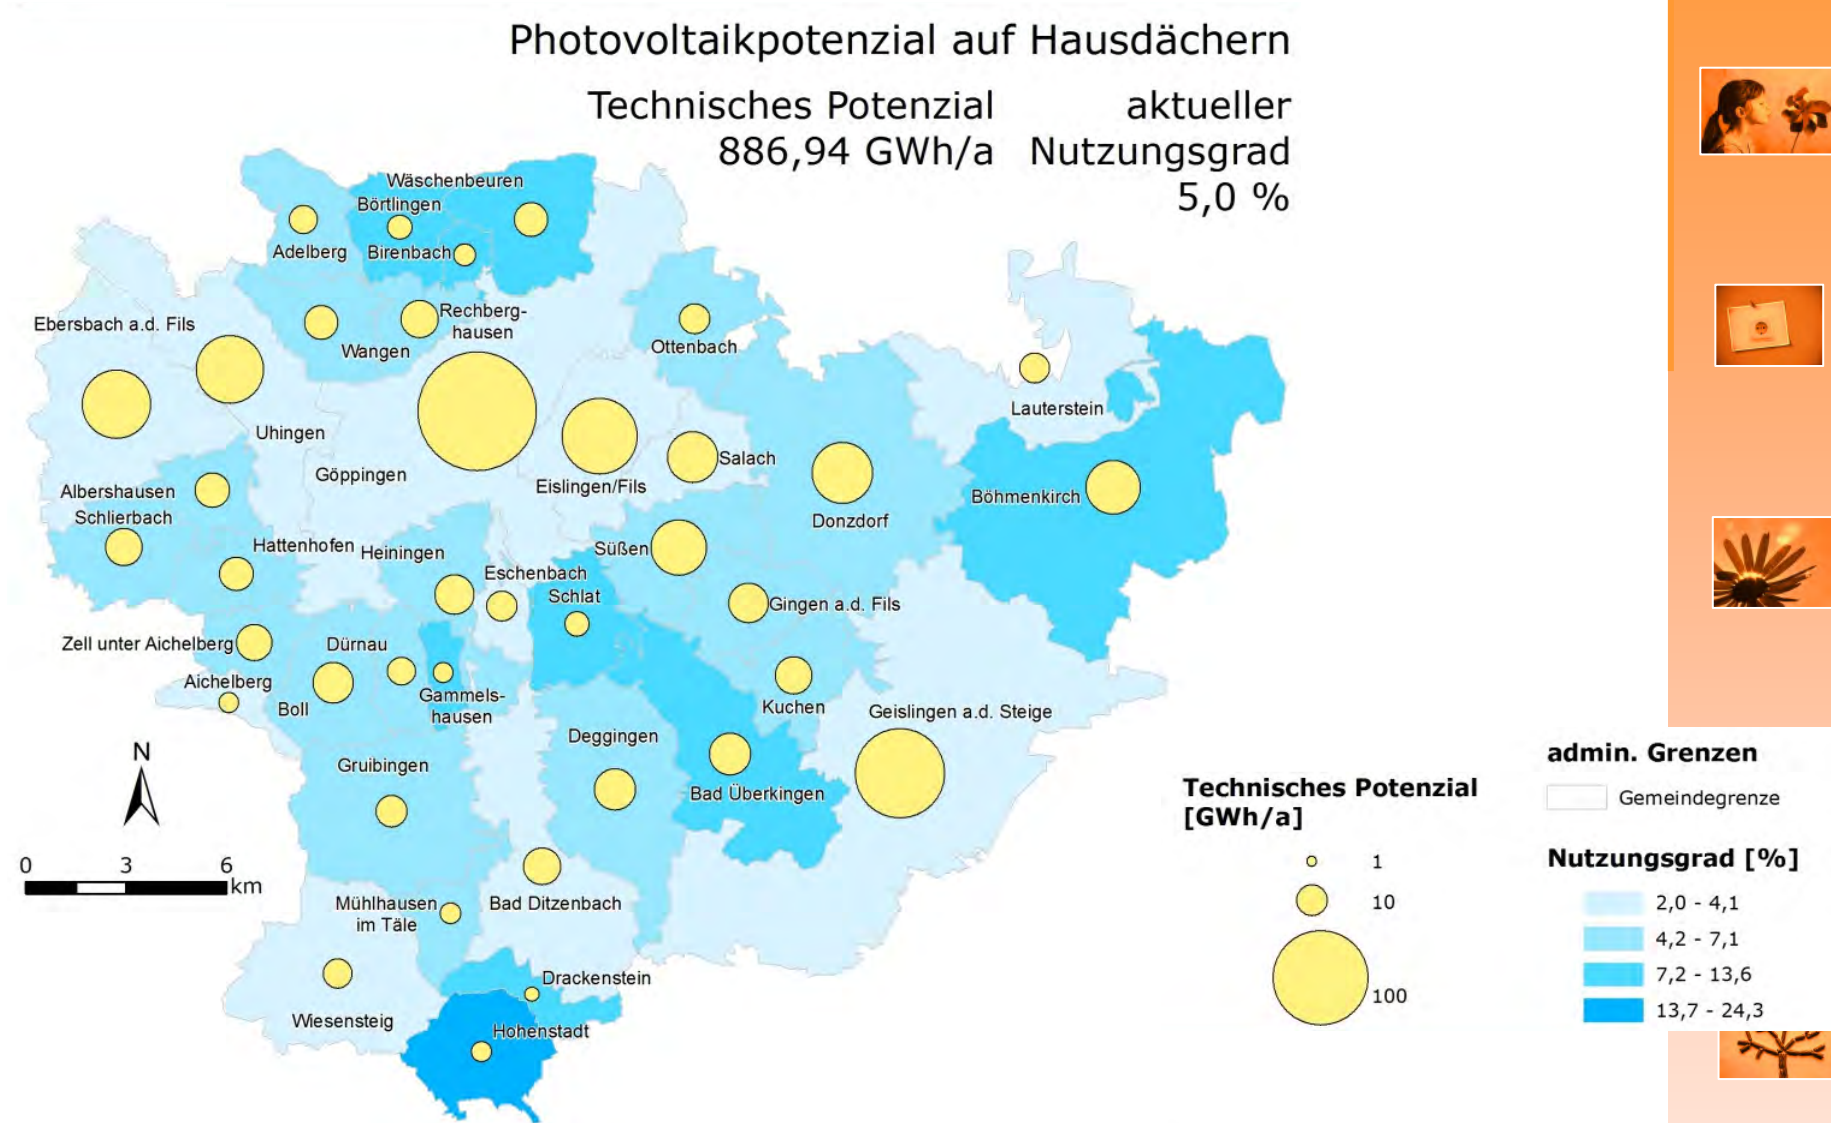 Photovoltaikpotenzial auf Hausdächern
Technisches Potenzial
886,94 GWh/a
aktueller
Nutzungsgrad
5,0 %
Wäschenbeuren
Börtlingen
Adelberg
Birenbach
Rechberg-
hausen
Ebersbach a.d. Fils
Wangen
Ottenbach
Lauterstein
Uhingen
Göppingen
Salach
Eislingen/Fils
Albershausen
Böhmenkirch
Schlierbach
Donzdorf
Hattenhofen
Heiningen
Süßen
Eschenbach
Schlat
Gingen a.d. Fils
Zell unter Aichelberg
Dürnau
Aichelberg
Boll
Gammels-
hausen
Kuchen
Geislingen a.d. Steige
Deggingen
Gruibingen
Bad Überkingen
N
0 3 6
km
Mühlhausen
im Täle
Bad Ditzenbach
Drackenstein
Wiesensteig
Hohenstadt
Technisches Potenzial
[GWh/a]
1
10
100
admin. Grenzen
Gemeindegrenze
Nutzungsgrad [%]
2,0 - 4,1
4,2 - 7,1
7,2 - 13,6
13,7 - 24,3